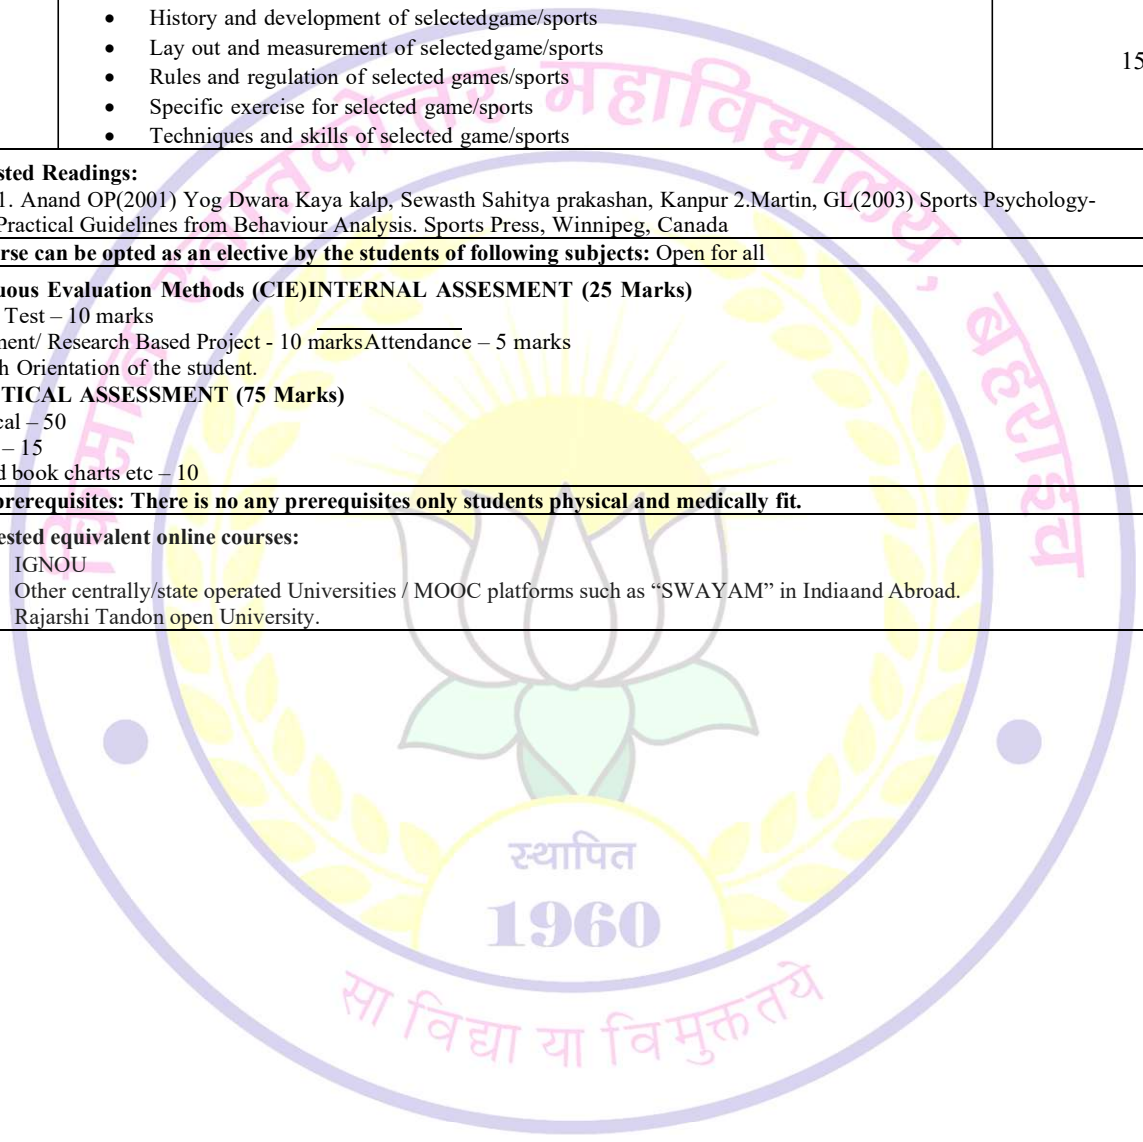 • History and development of selectedgame/sports
• Lay out and measurement of selectedgame/sports
• Rules and regulation of selected games/sports
• Specific exercise for selected game/sports
• Techniques and skills of selected game/sports
15
sted Readings:
1. Anand OP(2001) Yog Dwara Kaya kalp, Sewasth Sahitya prakashan, Kanpur 2.Martin, GL(2003) Sports Psychology-
Practical Guidelines from Behaviour Analysis. Sports Press, Winnipeg, Canada
rse can be opted as an elective by the students of following subjects: Open for all
uous Evaluation Methods (CIE)INTERNAL ASSESMENT (25 Marks)
Test – 10 marks
nent/ Research Based Project - 10 marksAttendance – 5 marks
h Orientation of the student.
TICAL ASSESSMENT (75 Marks)
cal – 50
– 15
d book charts etc – 10
prerequisites: There is no any prerequisites only students physical and medically fit.
ested equivalent online courses:
IGNOU
Other centrally/state operated Universities / MOOC platforms such as “SWAYAM” in Indiaand Abroad.
Rajarshi Tandon open University.
किसान स्नातकोत्तर महाविद्यालय, बहराइच
स्थापित
1960
सा विद्या या विमुक्तये